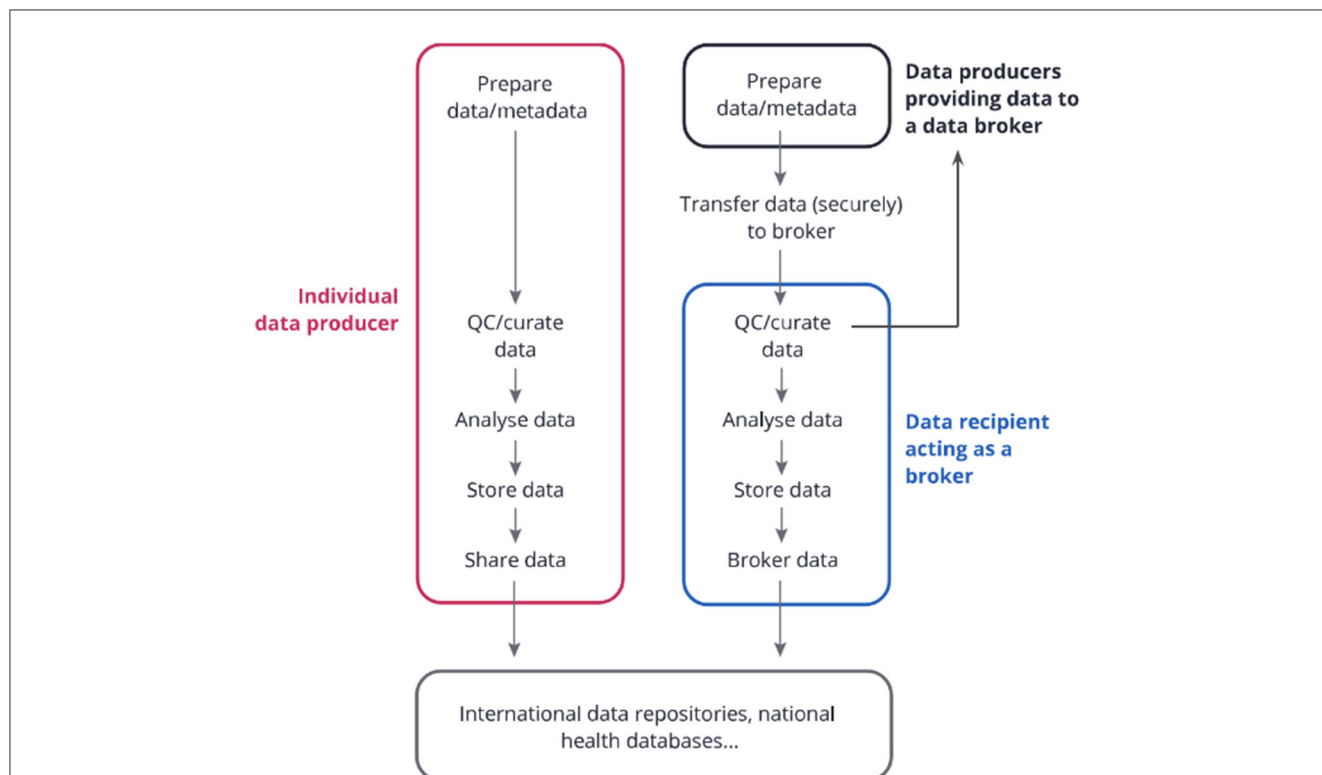 Individual
data producer
Prepare
data/metadata
QC/curate
data
Analyse data
Store data
Share data
Prepare
data/metadata
Transfer data (securely)
to broker
QC/curate
data
Analyse data
Store data
Broker data
Data producers
providing data to
a data broker
Data recipient
acting as a
broker
International data repositories, national
health databases...